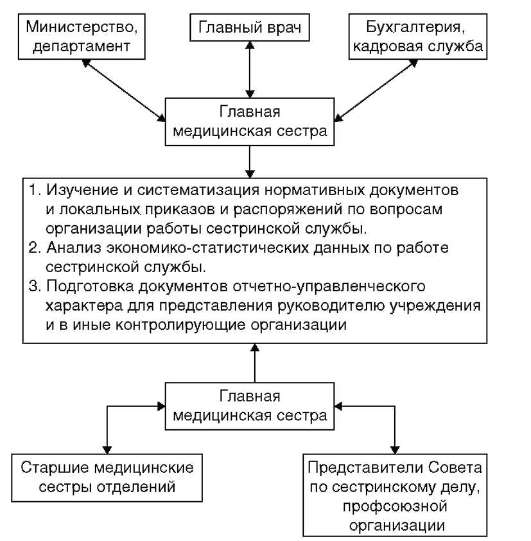 Министерство,
департамент
Главный врач
Бухгалтерия,
кадровая служба
Главная
медицинская сестра
1. Изучение и систематизация нормативных документов
и локальных приказов и распоряжений по вопросам
организации работы сестринской службы.
2. Анализ экономико-статистических данных по работе
сестринской службы.
3. Подготовка документов отчетно-управленческого
характера для представления руководителю учреждения
и в иные контролирующие организации
Главная
медицинская сестра
Старшие медицинские
сестры отделений
Представители Совета
по сестринскому делу,
профсоюзной
организации